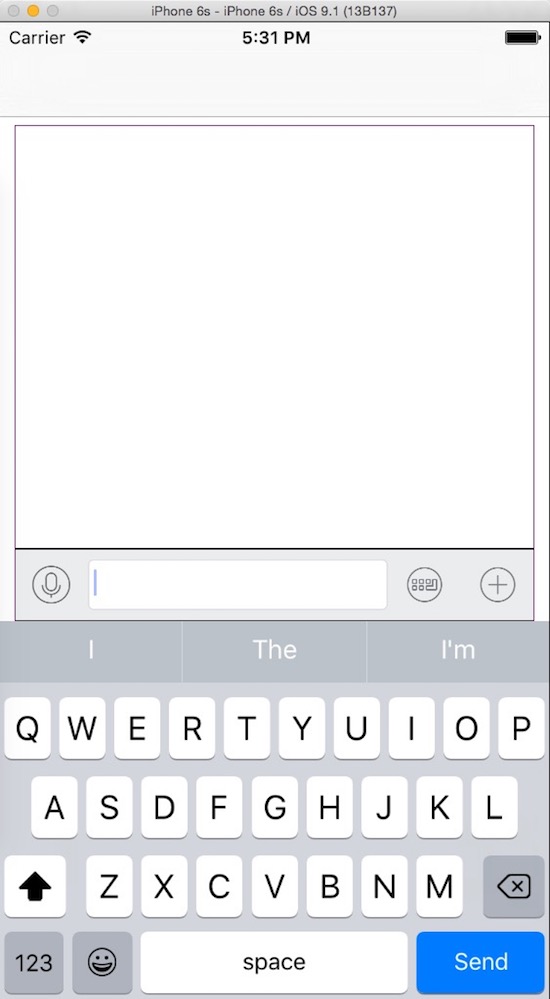 iPhone 6s - iPhone 6s / iOS 9.1 (13B137)
Carrier 5:31 PM
I The I'm
Q W E R T Y U I O P
A S D F G H J K L
Z X C V B N M
123 space Send